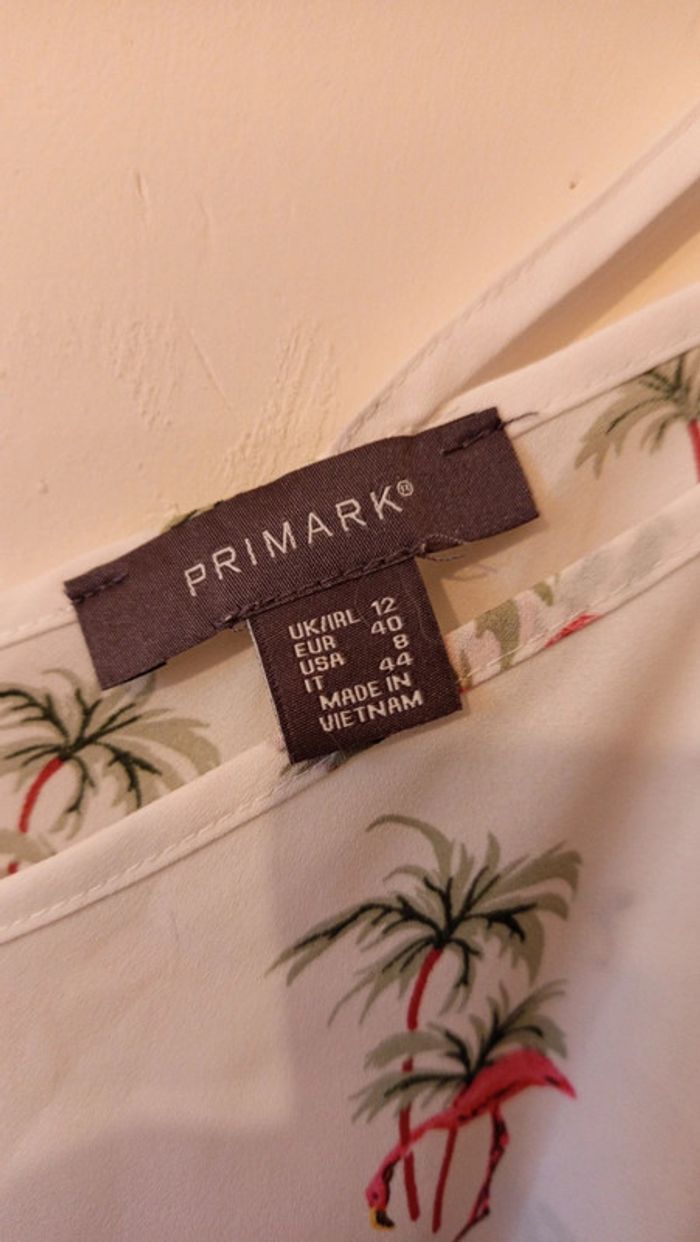 PRIMARK®
UK/IRL 12
EUR 40
USA 8
IT 44
MADE IN
VIETNAM